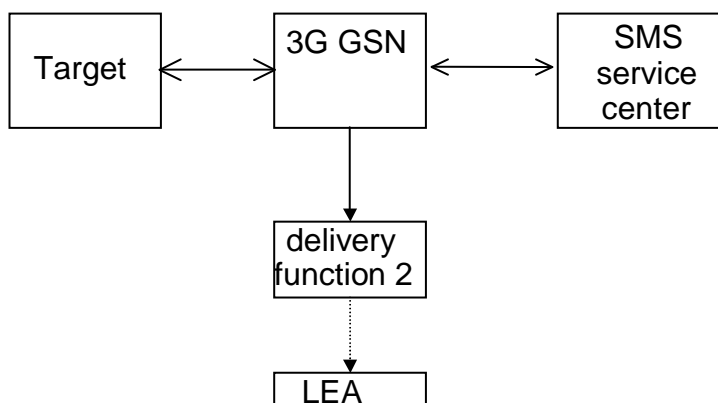 Target
3G GSN
SMS
service
center
delivery
function 2
LEA